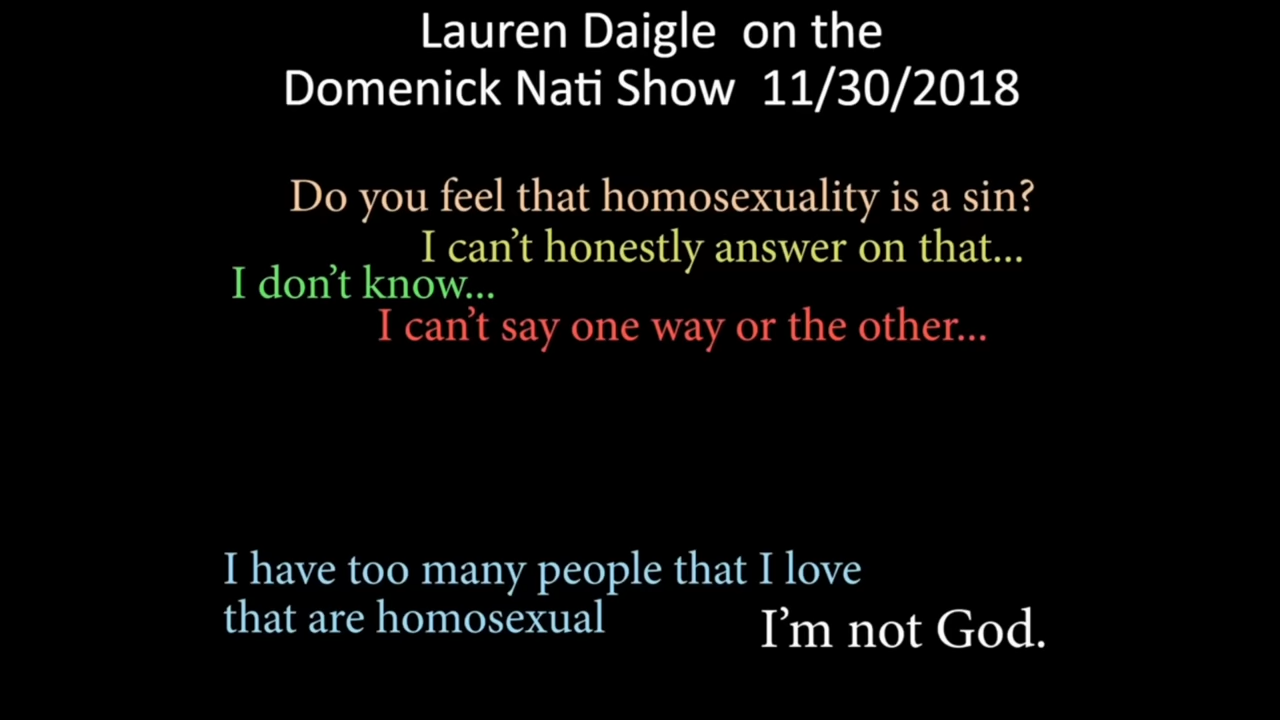 Lauren Daigle on the
Domenick Nati Show 11/30/2018
Do you feel that homosexuality is a sin?
I can't honestly answer on that...
I don't know...
I can't say one way or the other...
I have too many people that I love
that are homosexual
I'm not God.